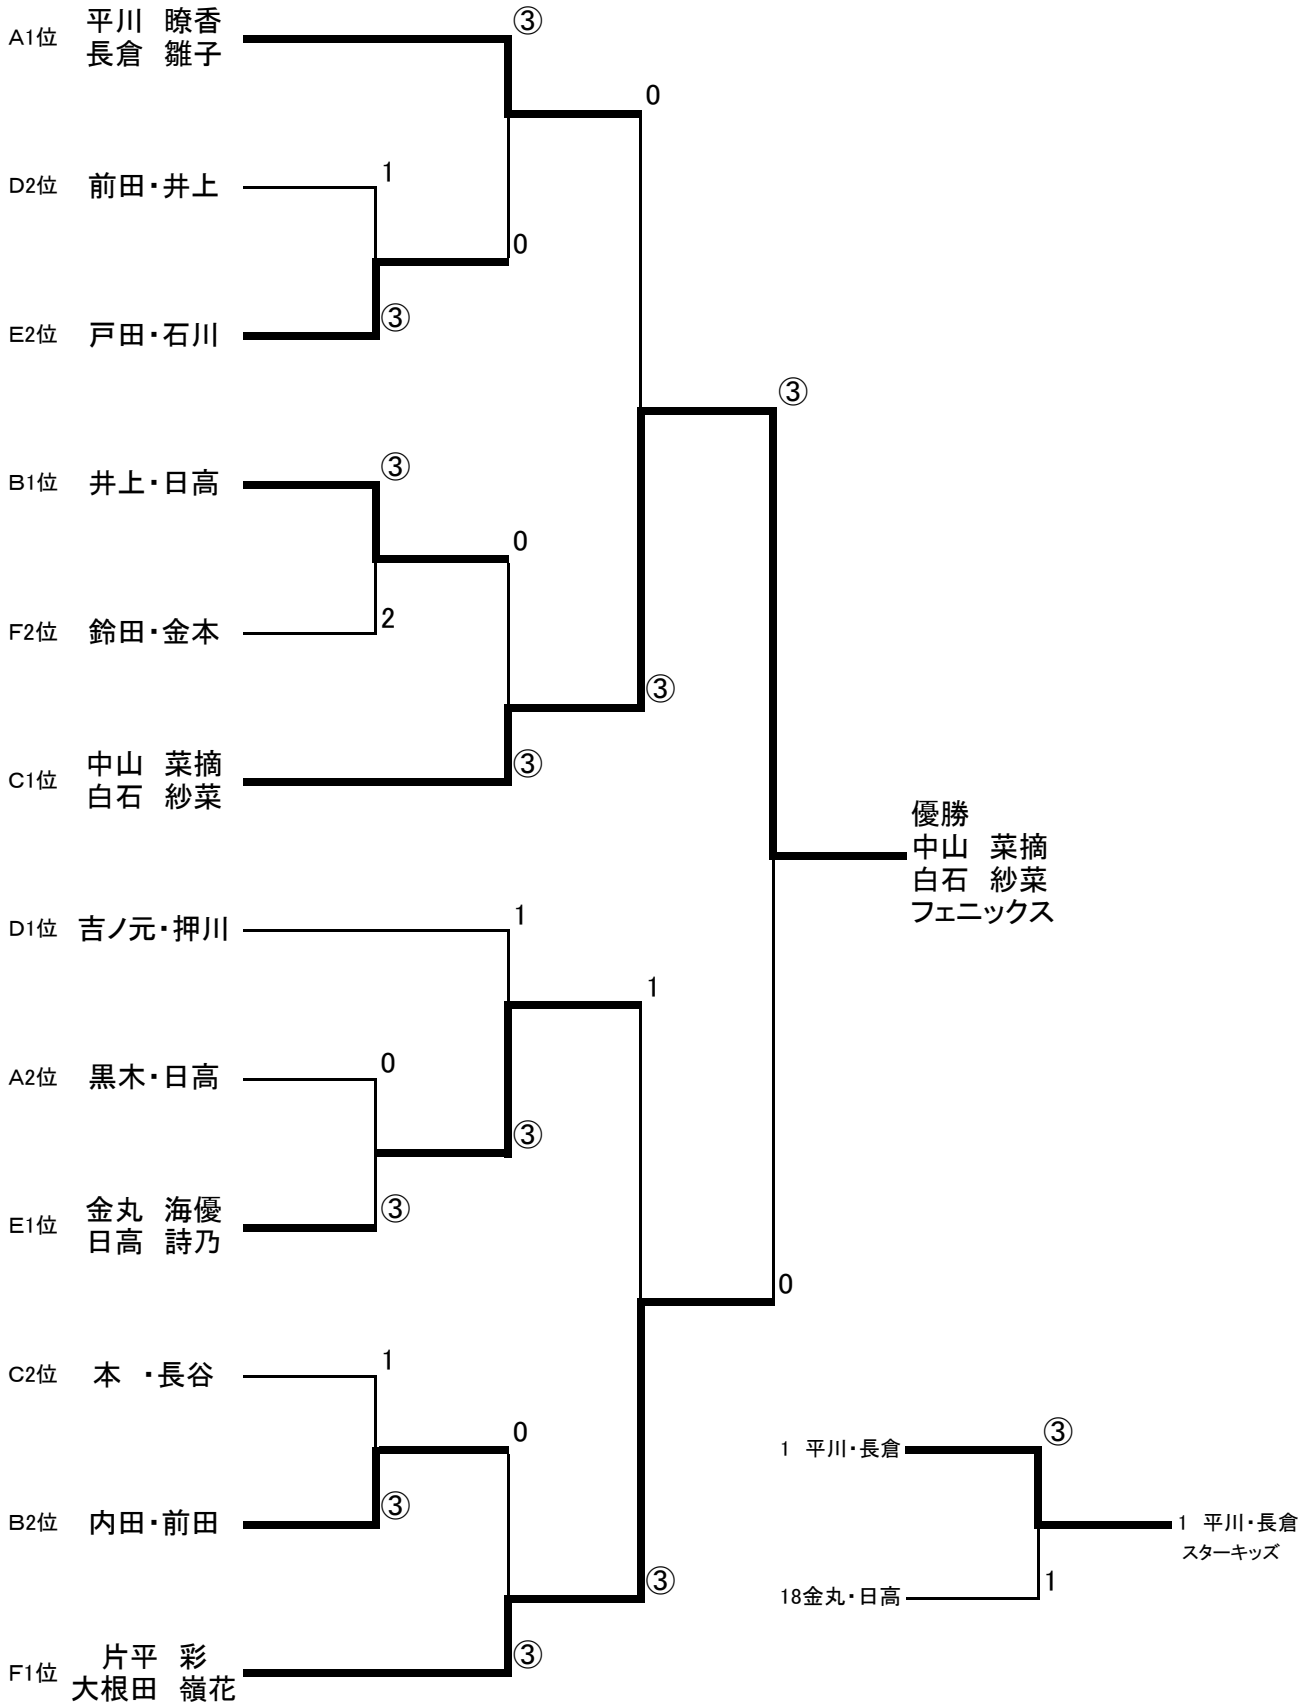 A1位 平川 瞭香
長倉 雛子
③
0
D2位 前田・井上
1
0
E2位 戸田・石川
③
③
B1位 井上・日高
③
0
F2位 鈴田・金本
2
③
C1位 中山 菜摘
白石 紗菜
③
優勝
中山 菜摘
白石 紗菜
フェニックス
D1位 吉ノ元・押川
1
1
A2位 黒木・日高
0
③
E1位 金丸 海優
日高 詩乃
③
0
C2位 本 ・長谷
1
0
B2位 内田・前田
③
③
F1位 片平 彩
大根田 嶺花
③
1 平川・長倉
③
1 平川・長倉
スターキッズ
18金丸・日高
1